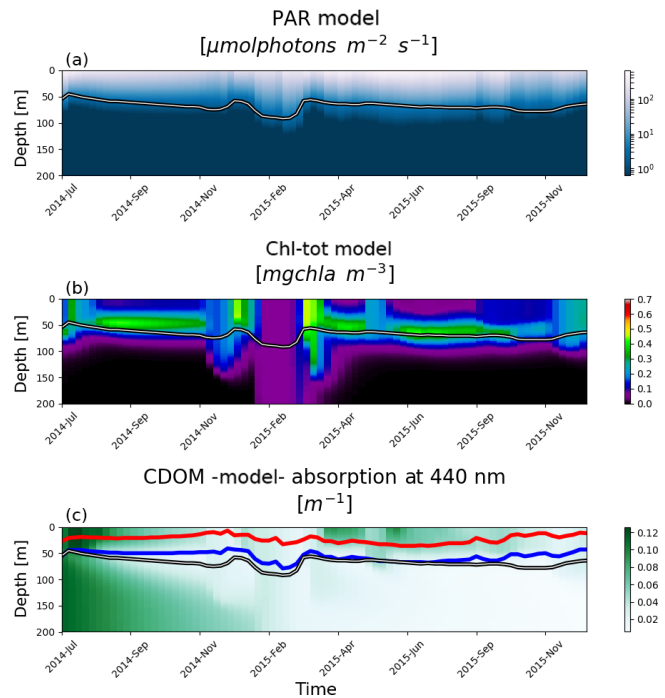 PAR model
[μmolphotons m⁻² s⁻¹]
(a)
0
50
100
150
200
Depth [m]
10²
10¹
10⁰
2014-Jul
2014-Sep
2014-Nov
2015-Feb
2015-Apr
2015-Jun
2015-Sep
2015-Nov
Chl-tot model
[mgchla m⁻³]
(b)
0
50
100
150
200
Depth [m]
0.7
0.6
0.5
0.4
0.3
0.2
0.1
0.0
2014-Jul
2014-Sep
2014-Nov
2015-Feb
2015-Apr
2015-Jun
2015-Sep
2015-Nov
CDOM -model- absorption at 440 nm
[m⁻¹]
(c)
0
50
100
150
200
Depth [m]
0.12
0.10
0.08
0.06
0.04
0.02
2014-Jul
2014-Sep
2014-Nov
2015-Feb
2015-Apr
2015-Jun
2015-Sep
2015-Nov
Time